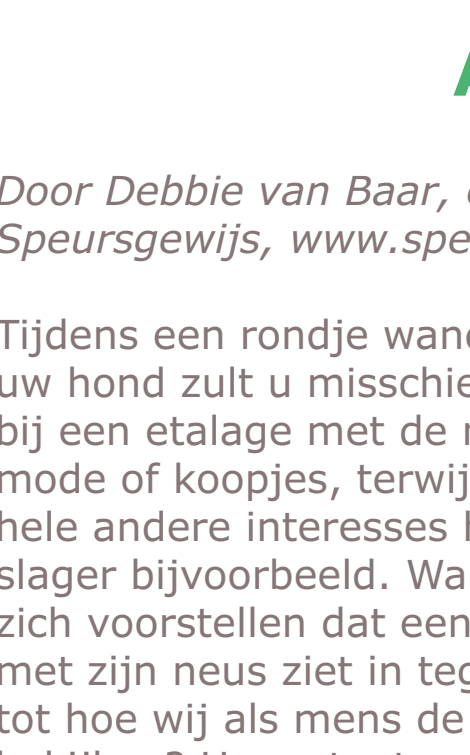 A
Door Debbie van Baar,
Speursgewijs, www.spe
Tijdens een rondje wand
uw hond zult u misschie
bij een etalage met de
mode of koopjes, terwij
hele andere interesses h
slager bijvoorbeeld. Wa
zich voorstellen dat een
met zijn neus ziet in teg
tot hoe wij als mens de